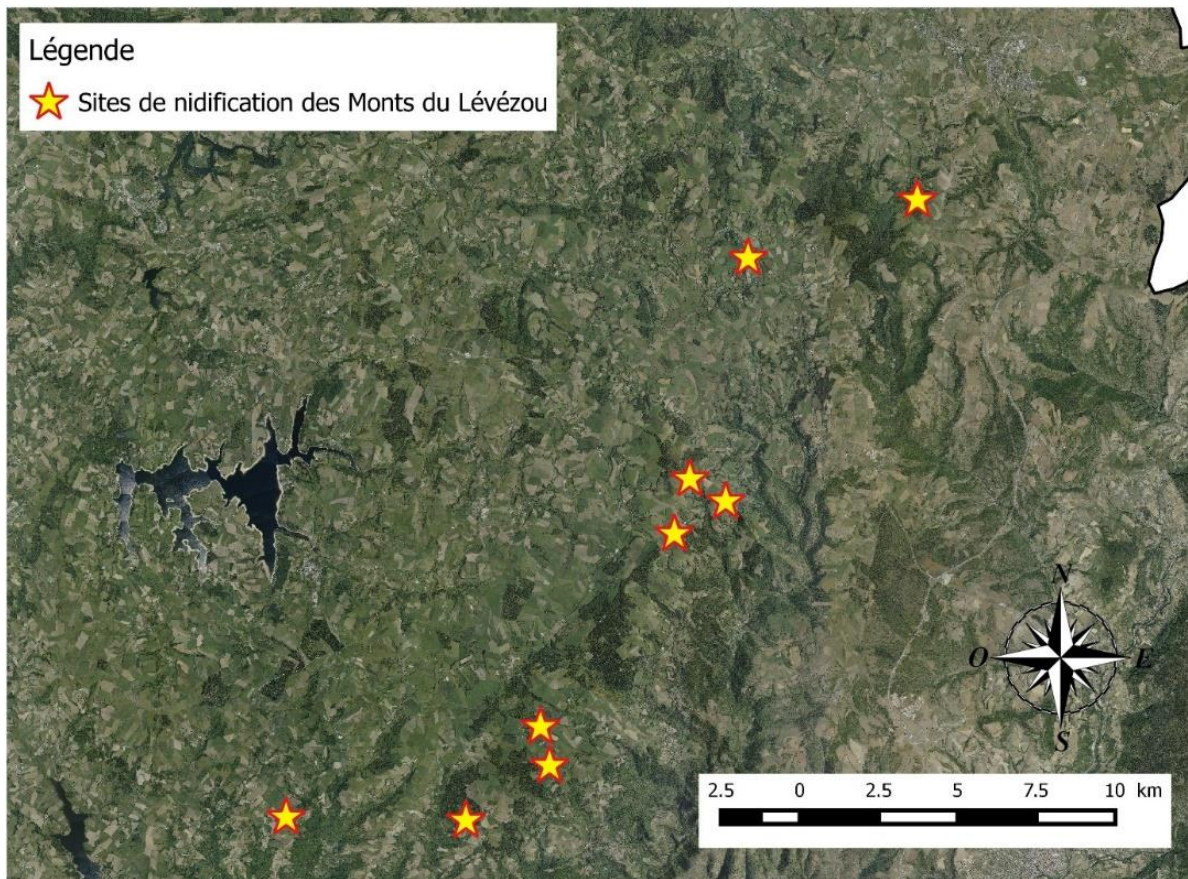 Légende
Sites de nidification des Monts du Lévézou
N
O E
S
2.5 0 2.5 5 7.5 10 km